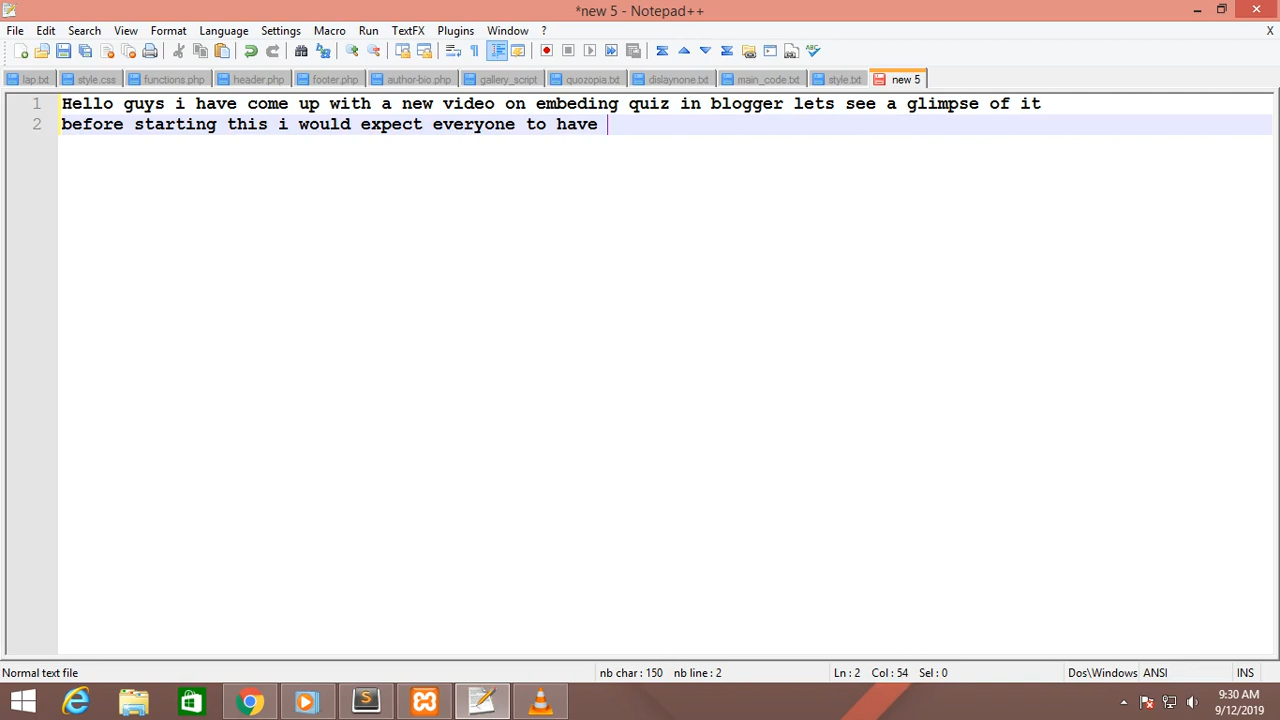 *new 5 - Notepad++
File Edit Search View Format Language Settings Macro Run TextFX Plugins Window ? X
lap.txt style.css functions.php header.php footer.php author-bio.php gallery_script quozopia.txt dislaynone.txt main_code.txt style.txt new 5
1 Hello guys i have come up with a new video on embeding quiz in blogger lets see a glimpse of it
2 before starting this i would expect everyone to have
Normal text file nb char : 150 nb line : 2 Ln : 2 Col : 54 Sel : 0 Dos\Windows ANSI INS
9:30 AM
9/12/2019